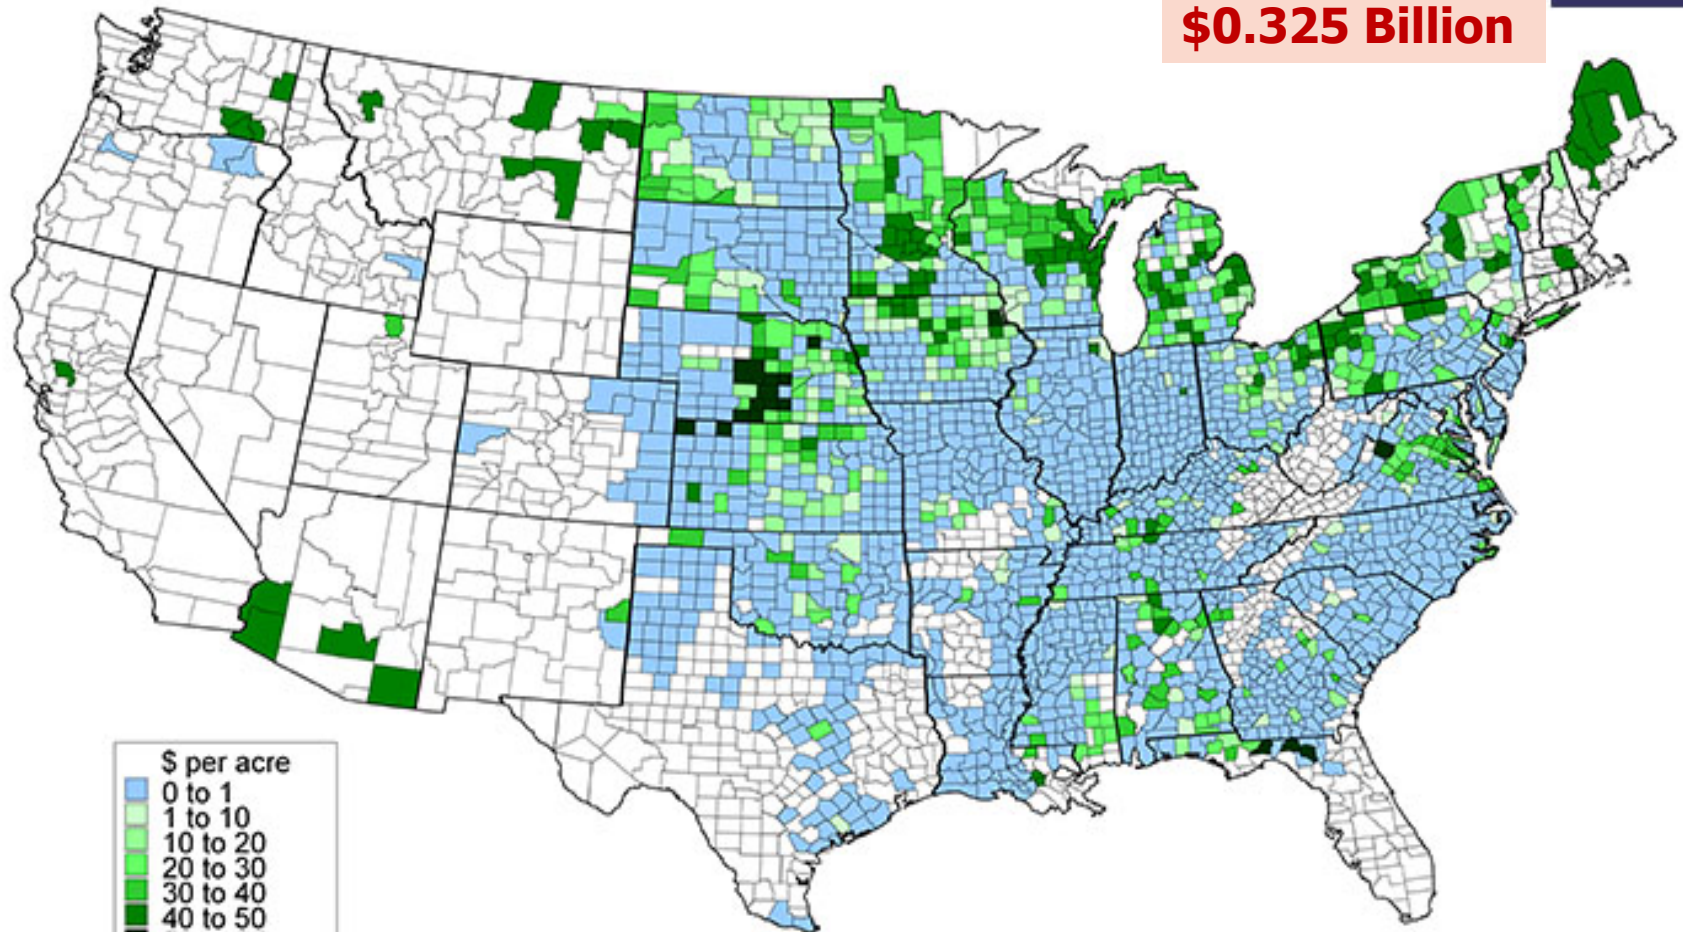 $0.325 Billion
$ per acre
0 to 1
1 to 10
10 to 20
20 to 30
30 to 40
40 to 50